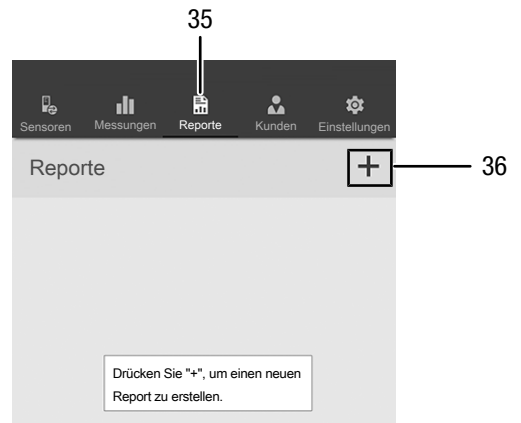 35
Sensoren Messungen Reporte Kunden Einstellungen
Reporte +
36
Drücken Sie "+", um einen neuen
Report zu erstellen.